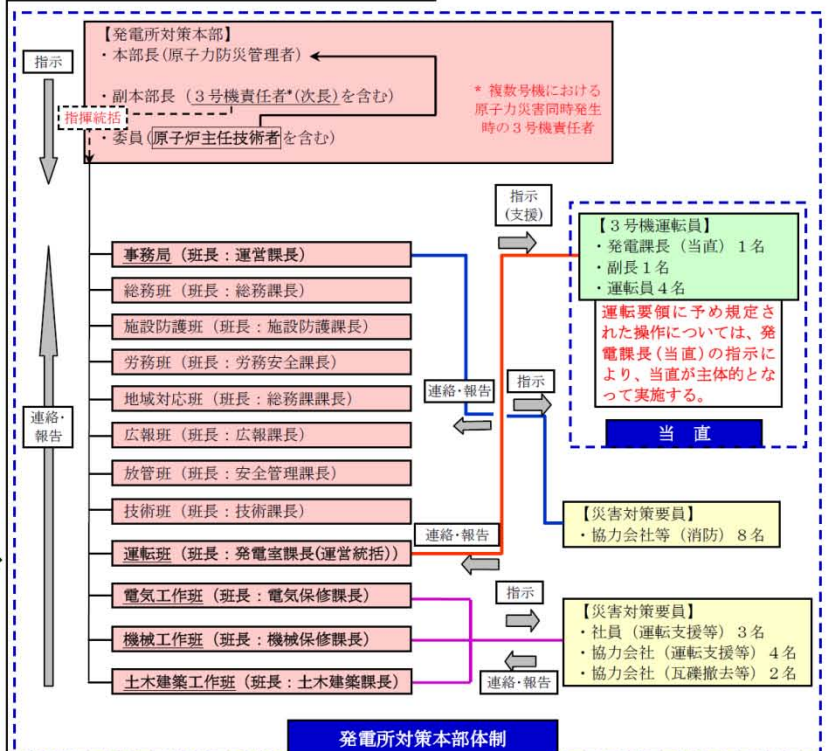 【発電所対策本部】
・本部長(原子力防災管理者)
・副本部長（３号機責任者*(次長)を含む）
・委員(原子炉主任技術者を含む)
* 複数号機における
原子力災害同時発生
時の３号機責任者
指示
指揮統括
連絡・
報告
事務局（班長：運営課長）
総務班（班長：総務課長）
施設防護班（班長：施設防護課長）
労務班（班長：労務安全課長）
地域対応班（班長：総務課課長）
広報班（班長：広報課長）
放管班（班長：安全管理課長）
技術班（班長：技術課長）
運転班（班長：発電室課長(運営統括)）
電気工作班（班長：電気保修課長）
機械工作班（班長：機械保修課長）
土木建築工作班（班長：土木建築課長）
指示
(支援)
連絡・報告
指示
連絡・報告
指示
連絡・報告
【３号機運転員】
・発電課長（当直）１名
・副長１名
・運転員４名
運転要領に予め規定さ
れた操作については、発
電課長(当直)の指示に
より、当直が主体的とな
って実施する。
当 直
【災害対策要員】
・協力会社等（消防）８名
【災害対策要員】
・社員（運転支援等）３名
・協力会社（運転支援等）４名
・協力会社（瓦礫撤去等）２名
発電所対策本部体制